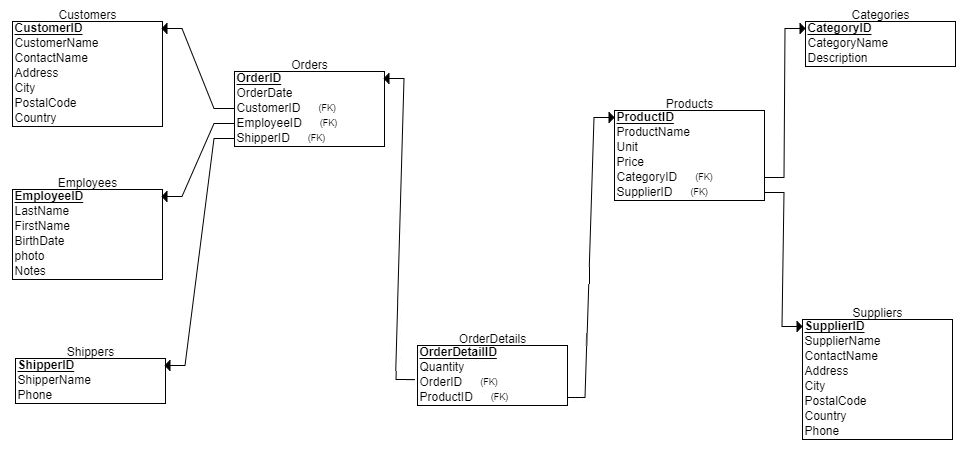 Customers
CustomerID
CustomerName
ContactName
Address
City
PostalCode
Country
Employees
EmployeeID
LastName
FirstName
BirthDate
photo
Notes
Shippers
ShipperID
ShipperName
Phone
Orders
OrderID
OrderDate
CustomerID (FK)
EmployeeID (FK)
ShipperID (FK)
OrderDetails
OrderDetailID
Quantity
OrderID (FK)
ProductID (FK)
Products
ProductID
ProductName
Unit
Price
CategoryID (FK)
SupplierID (FK)
Categories
CategoryID
CategoryName
Description
Suppliers
SupplierID
SupplierName
ContactName
Address
City
PostalCode
Country
Phone